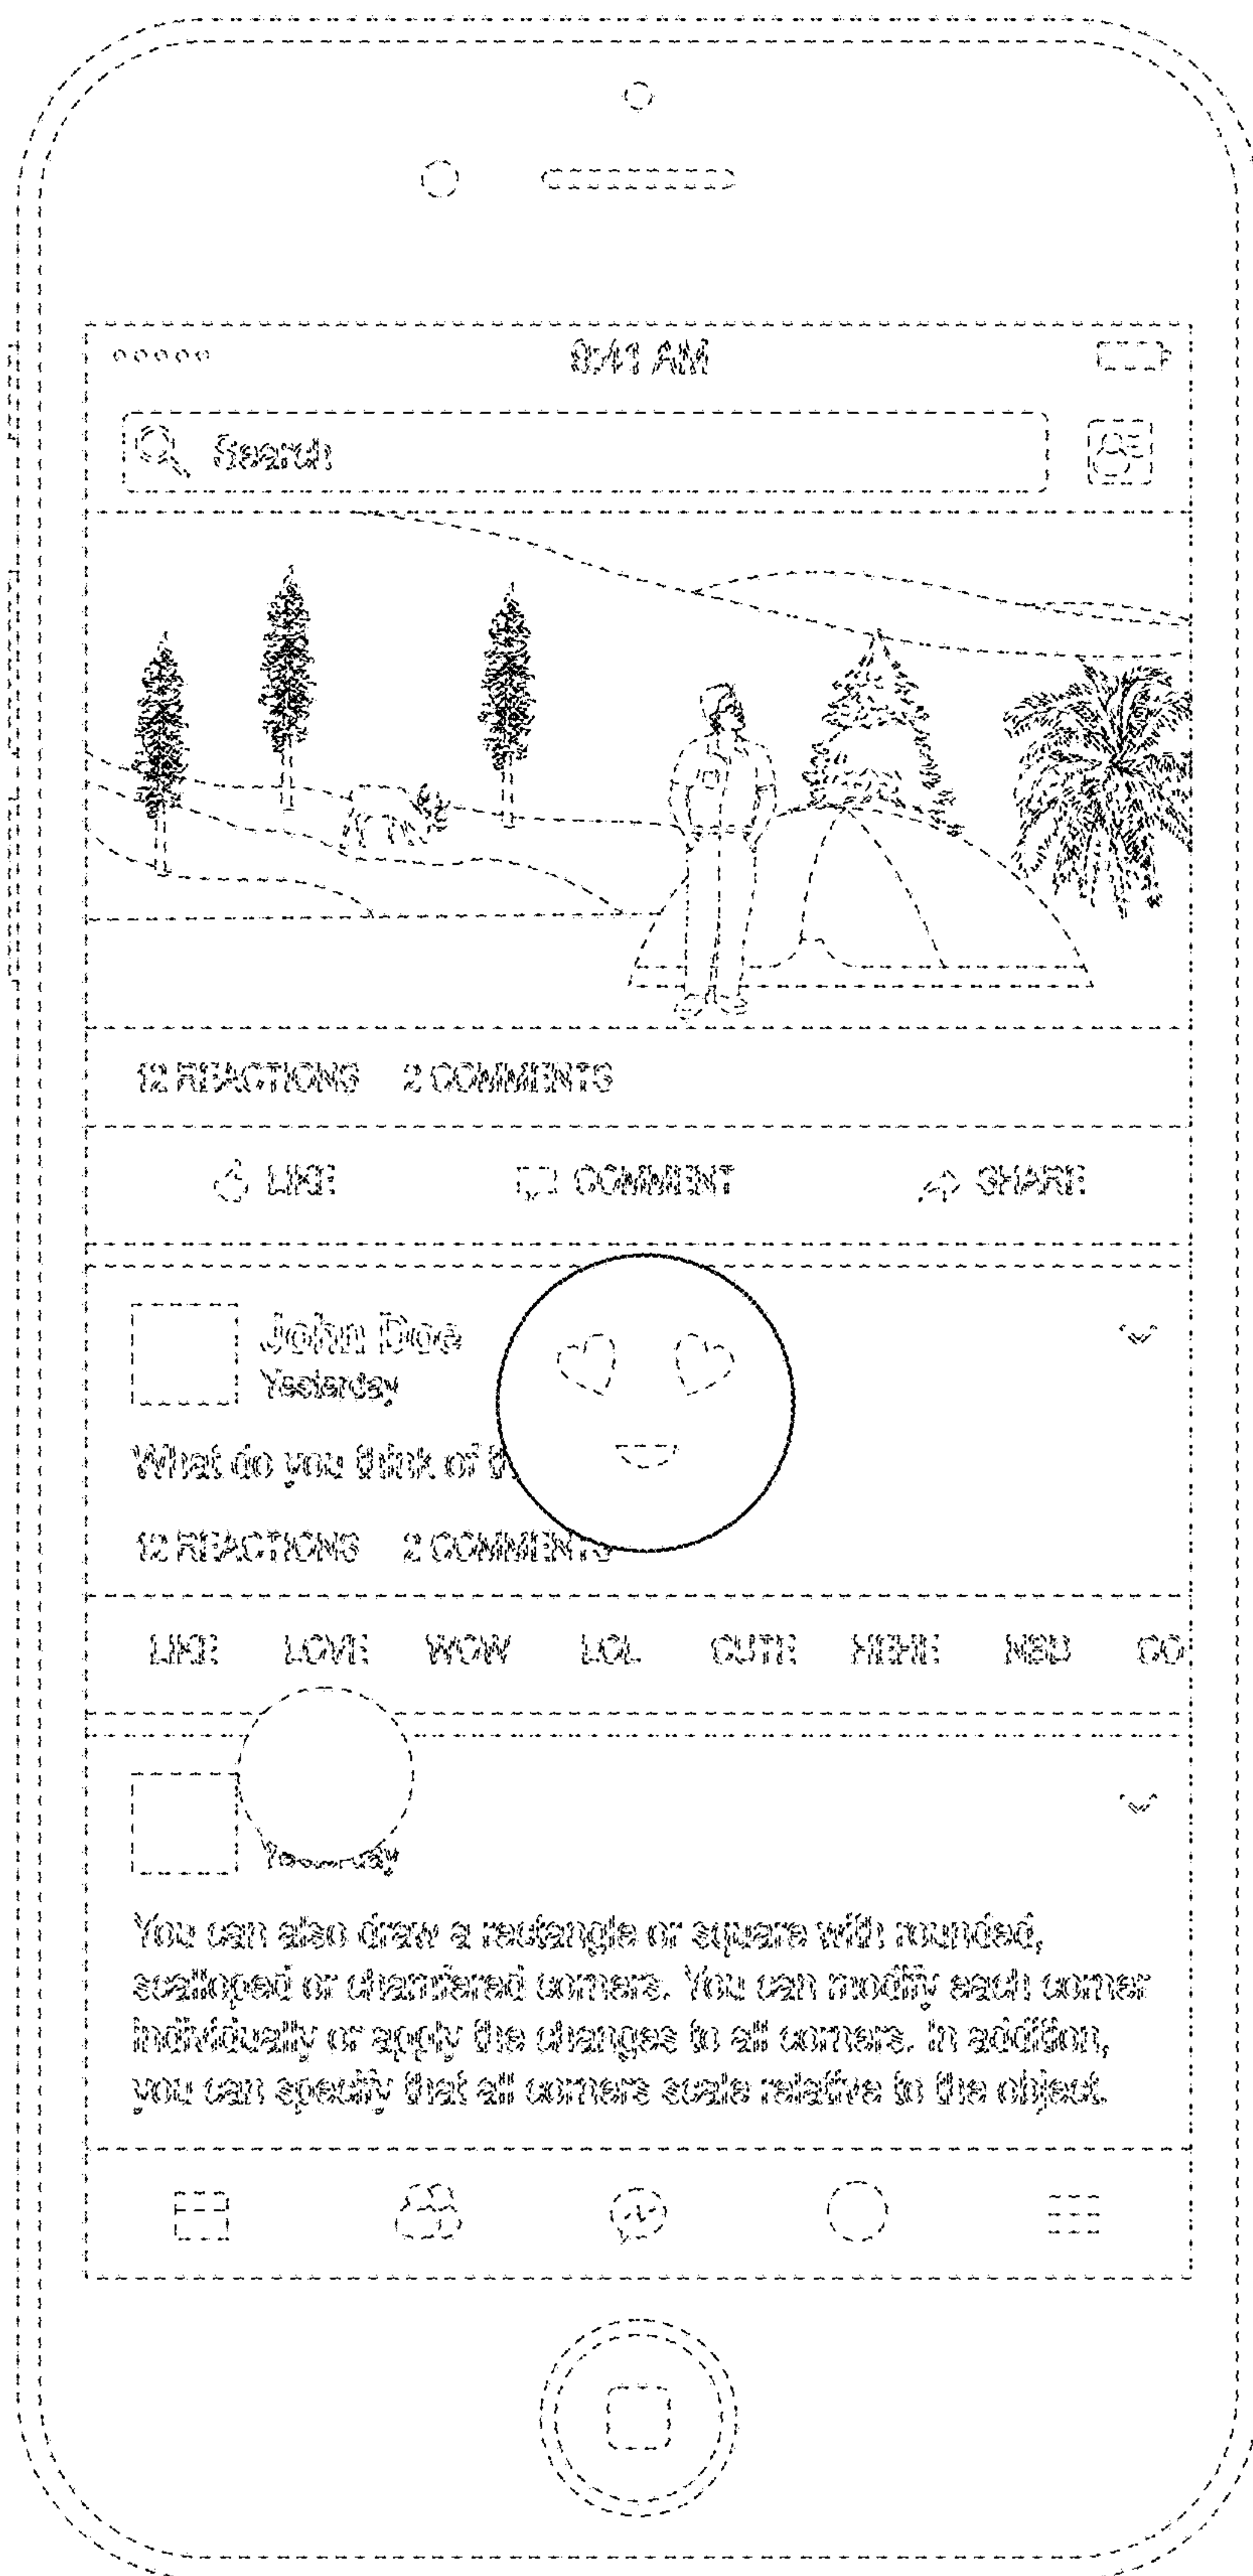 9:41 AM
Search
12 REACTIONS 2 COMMENTS
LIKE COMMENT SHARE
John Doe
Yesterday
What do you think of
12 REACTIONS 2 COMMENTS
LIKE LOVE WOW LOL CUTE HEHE NBD GO
Yesterday
You can also draw a rectangle or square with rounded,
scalloped or chamfered corners. You can modify each corner
individually or apply the changes to all corners. In addition,
you can specify that all corners scale relative to the object.